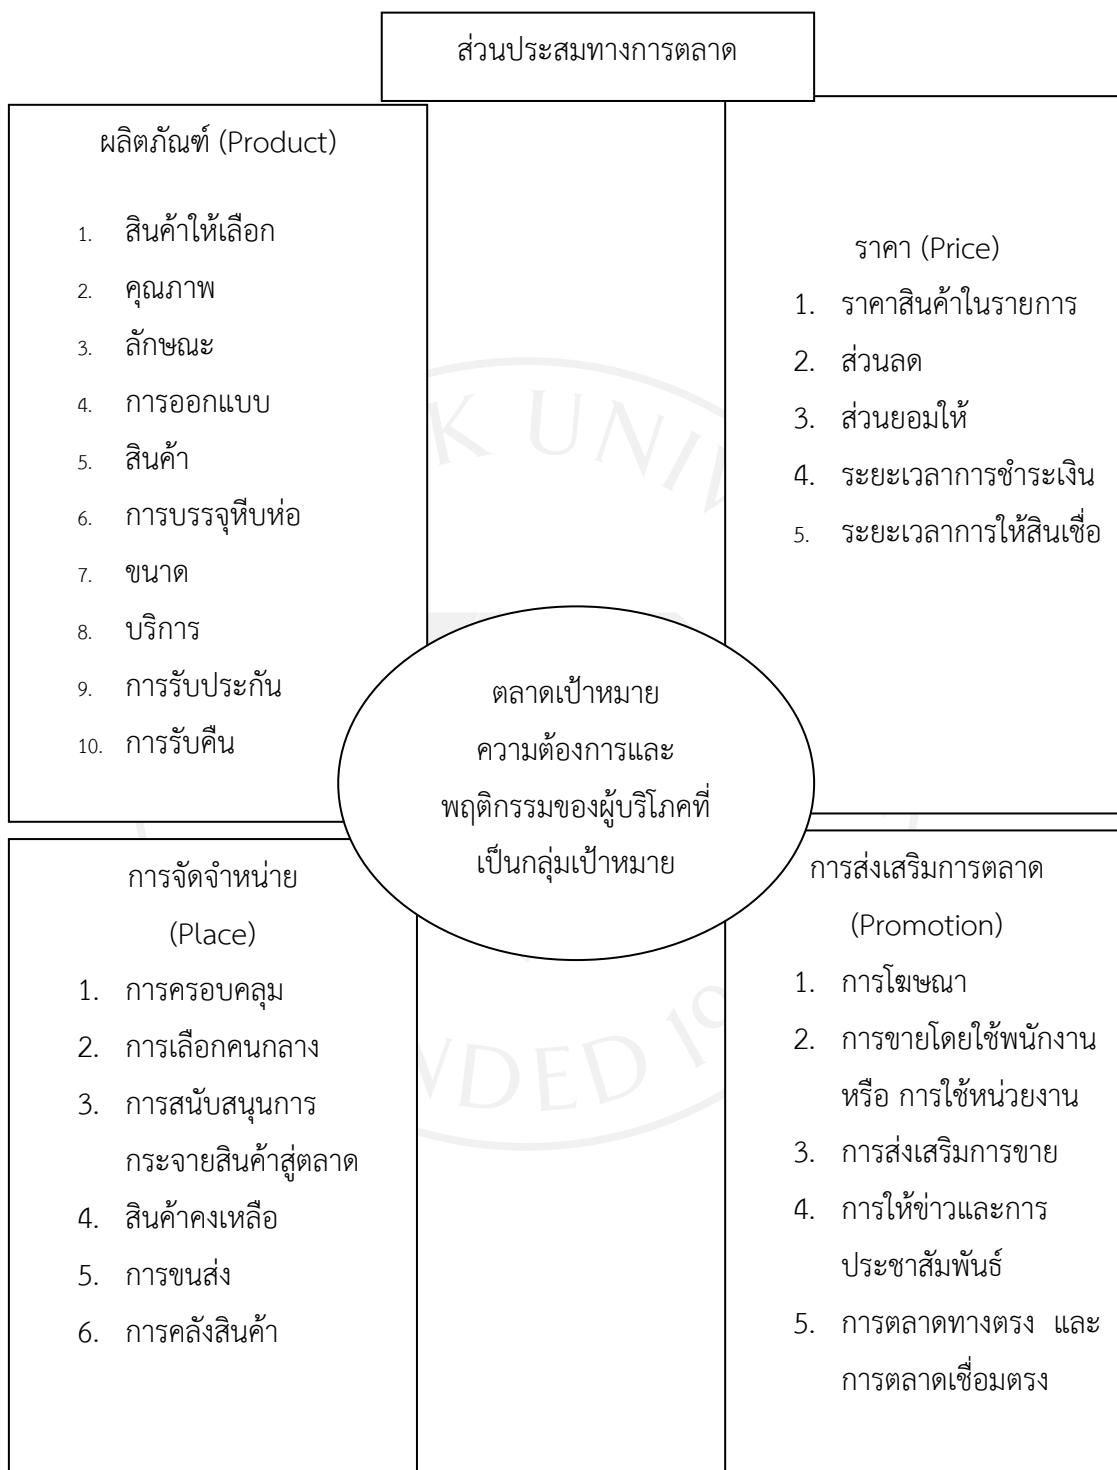 ส่วนประสมทางการตลาด
ผลิตภัณฑ์ (Product)
1. สินค้าให้เลือก
2. คุณภาพ
3. ลักษณะ
4. การออกแบบ
5. สินค้า
6. การบรรจุหีบห่อ
7. ขนาด
8. บริการ
9. การรับประกัน
10. การรับคืน
ราคา (Price)
1. ราคาสินค้าในรายการ
2. ส่วนลด
3. ส่วนยอมให้
4. ระยะเวลาการชำระเงิน
5. ระยะเวลาการให้สินเชื่อ
ตลาดเป้าหมาย
ความต้องการและ
พฤติกรรมของผู้บริโภคที่
เป็นกลุ่มเป้าหมาย
การจัดจำหน่าย
(Place)
1. การครอบคลุม
2. การเลือกคนกลาง
3. การสนับสนุนการ
กระจายสินค้าสู่ตลาด
4. สินค้าคงเหลือ
5. การขนส่ง
6. การคลังสินค้า
การส่งเสริมการตลาด
(Promotion)
1. การโฆษณา
2. การขายโดยใช้พนักงาน
หรือ การใช้หน่วยงาน
3. การส่งเสริมการขาย
4. การให้ข่าวและการ
ประชาสัมพันธ์
5. การตลาดทางตรง และ
การตลาดเชื่อมตรง
K UNIV
NDED 19